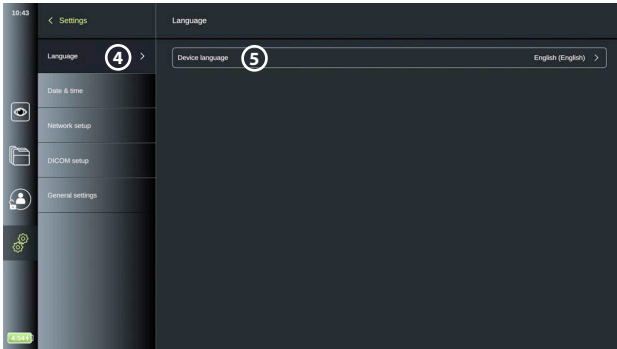 10:43
Settings
Language
Language
4
Device language
5
English (English)
Date & time
Network setup
DICOM setup
General settings